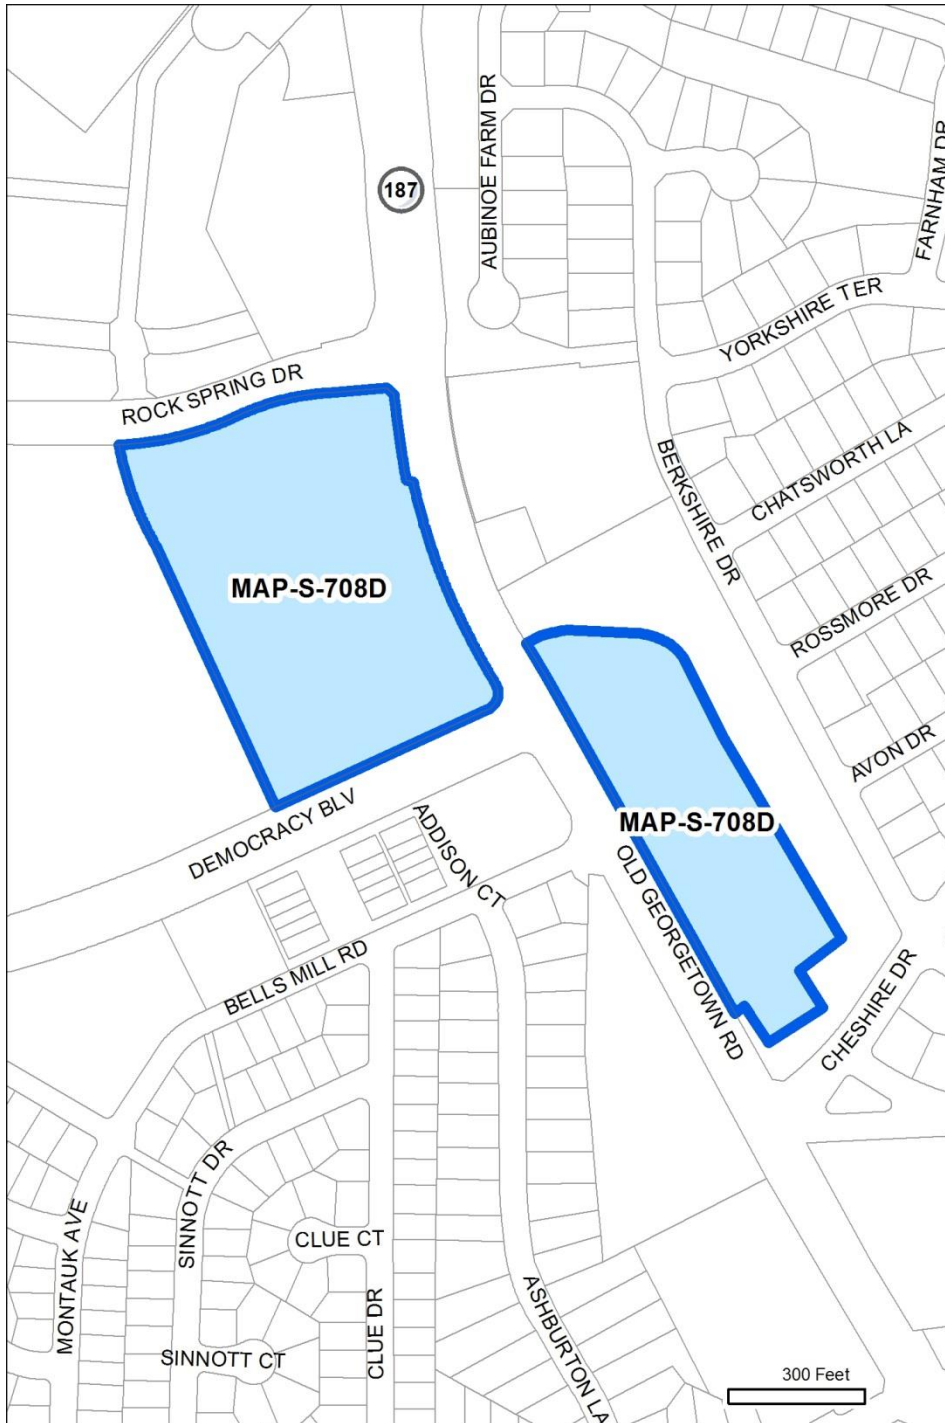 187
AUBINOE FARM DR
FARNHAM DR
YORKSHIRE TER
ROCK SPRING DR
CHATSWORTH LA
BERKSHIRE DR
MAP-S-708D
ROSSMORE DR
AVON DR
MAP-S-708D
DEMOCRACY BLV
ADDISON CT
OLD GEORGETOWN RD
BELLS MILL RD
CHESHIRE DR
SINNOTT DR
MONTAUK AVE
CLUE CT
CLUE DR
ASHBURTON LA
SINNOTT CT
300 Feet